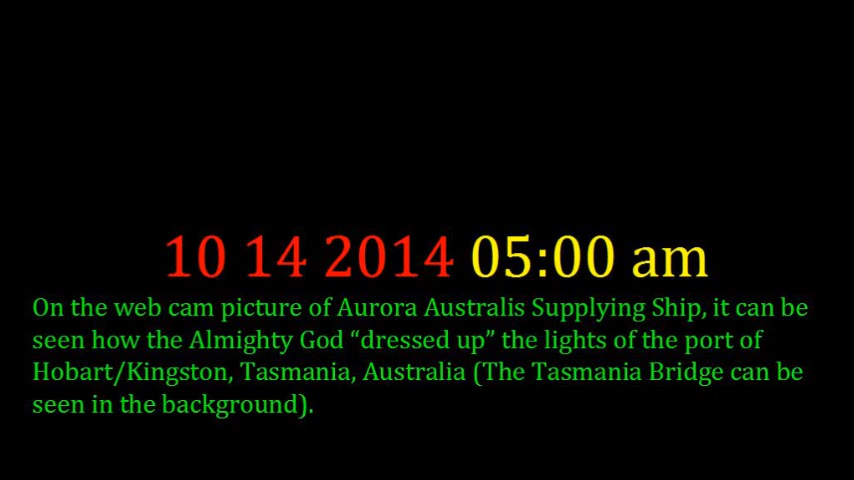 10 14 2014 05:00 am
On the web cam picture of Aurora Australis Supplying Ship, it can be
seen how the Almighty God “dressed up” the lights of the port of
Hobart/Kingston, Tasmania, Australia (The Tasmania Bridge can be
seen in the background).